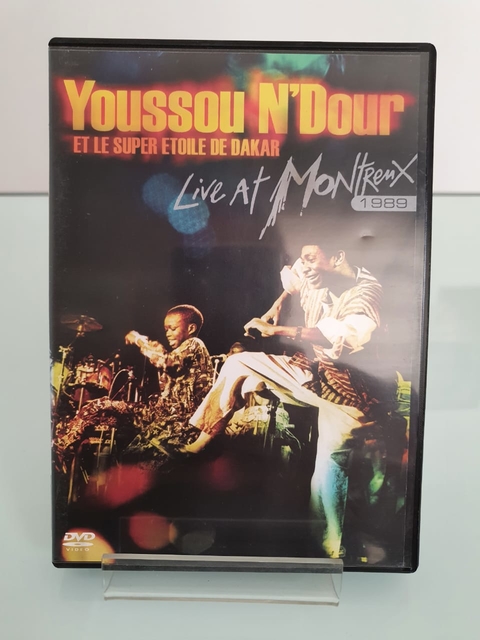 Youssou N'Dour
ET LE SUPER ETOILE DE DAKAR
Live At Montreux
1989
DVD
VIDEO